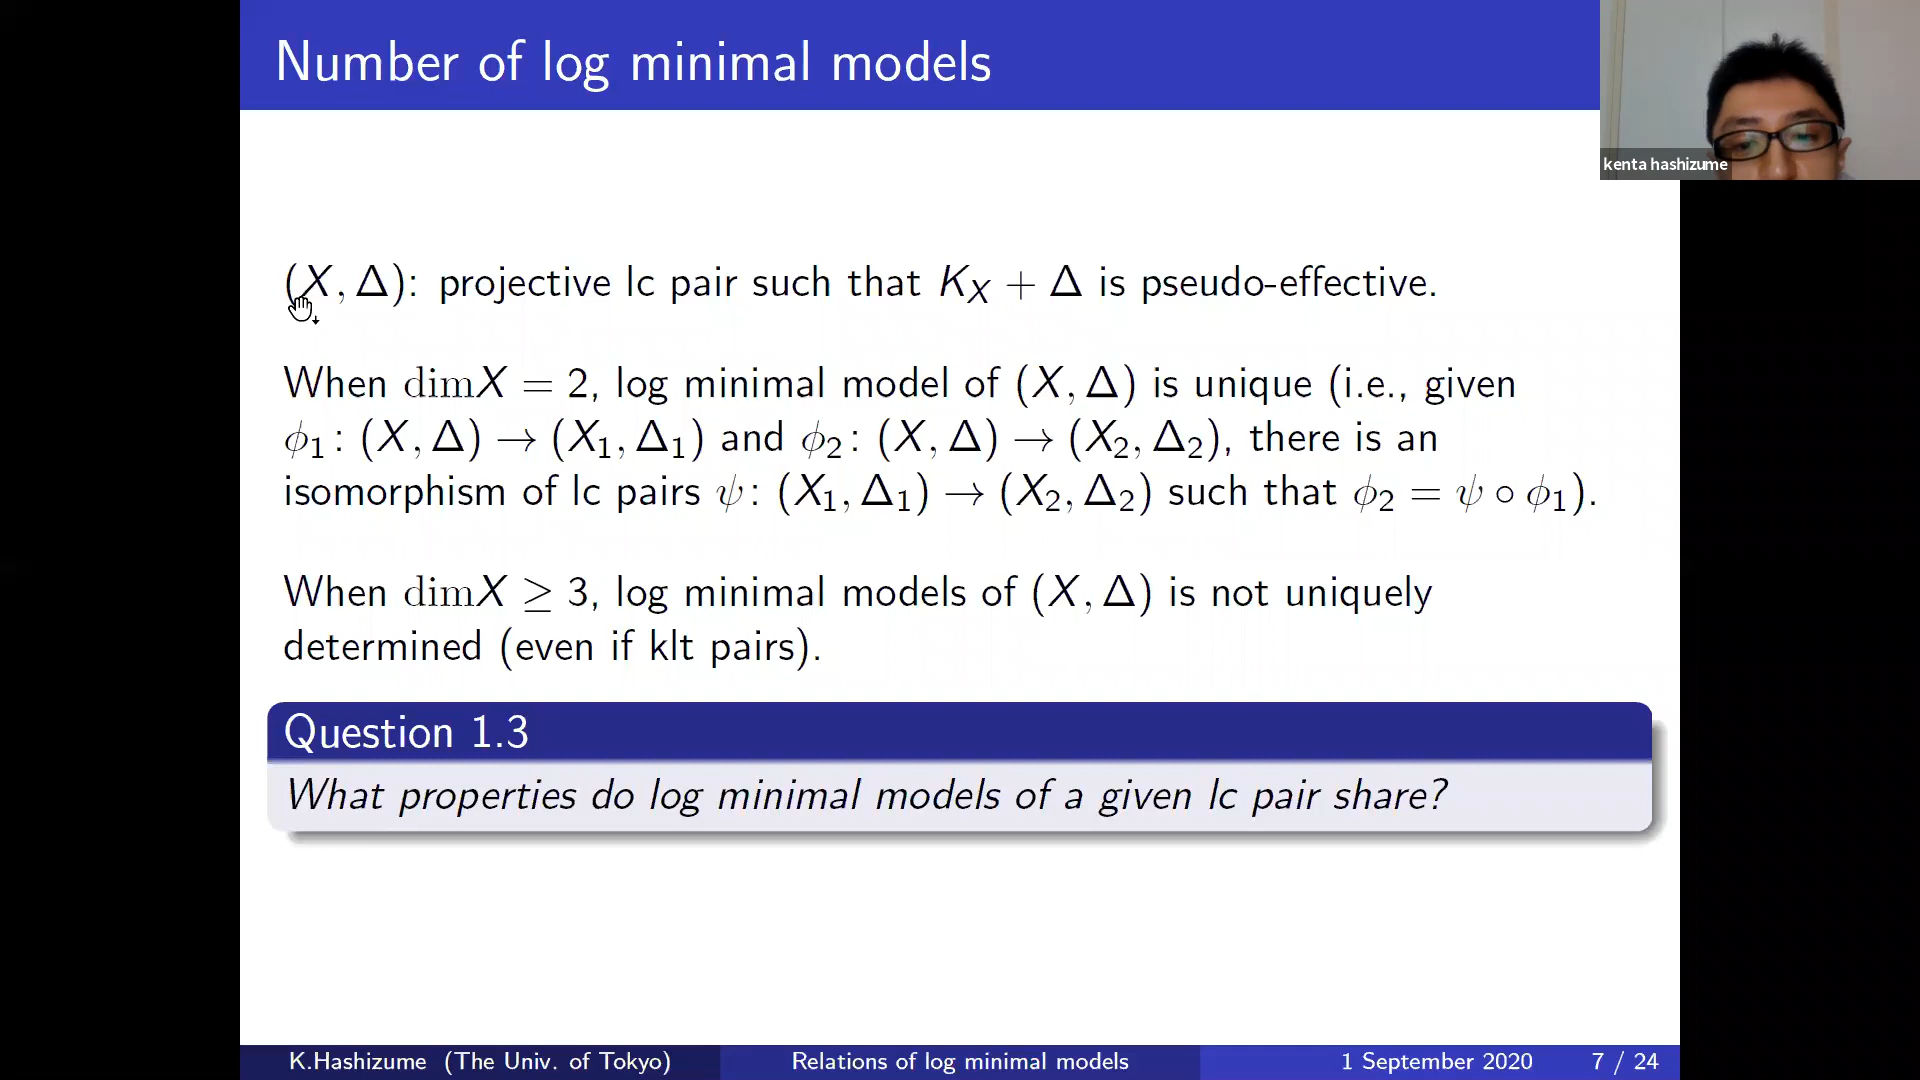 Number of log minimal models
kenta hashizume
(X, Δ): projective lc pair such that K_X + Δ is pseudo-effective.
When dimX = 2, log minimal model of (X, Δ) is unique (i.e., given
ϕ₁: (X, Δ) → (X₁, Δ₁) and ϕ₂: (X, Δ) → (X₂, Δ₂), there is an
isomorphism of lc pairs ψ: (X₁, Δ₁) → (X₂, Δ₂) such that ϕ₂ = ψ ∘ ϕ₁).
When dimX ≥ 3, log minimal models of (X, Δ) is not uniquely
determined (even if klt pairs).
Question 1.3
What properties do log minimal models of a given lc pair share?
K.Hashizume (The Univ. of Tokyo) Relations of log minimal models 1 September 2020 7 / 24